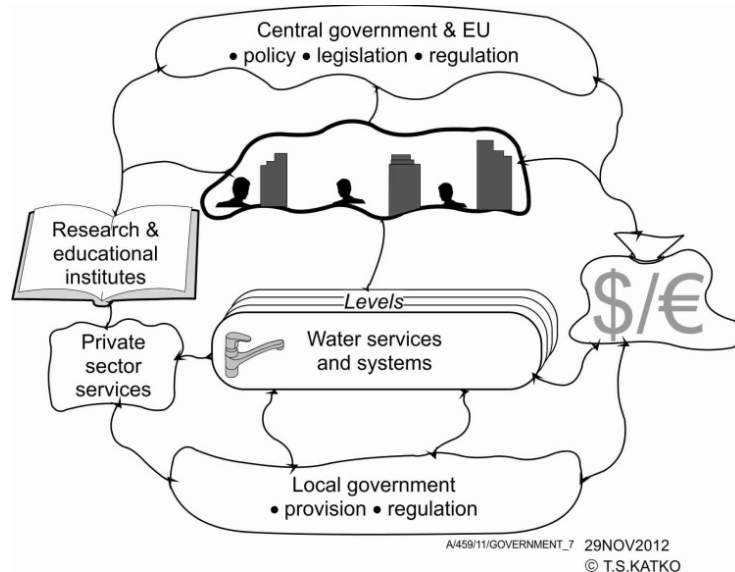 Central government & EU
• policy • legislation • regulation
Research &
educational
institutes
$/€
Levels
Water services
and systems
Private
sector
services
Local government
• provision • regulation
A/459/11/GOVERNMENT_7 29NOV2012
© T.S.KATKO